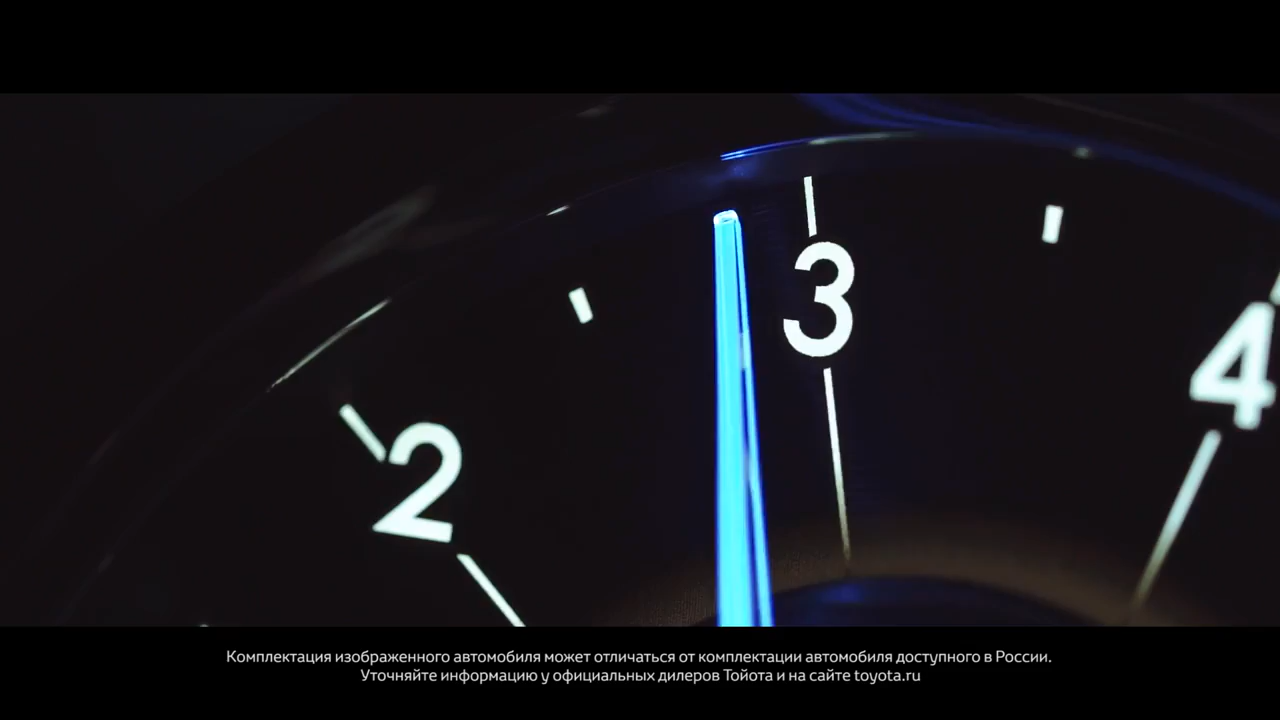 3
4
2
Комплектация изображенного автомобиля может отличаться от комплектации автомобиля доступного в России.
Уточняйте информацию у официальных дилеров Тойота и на сайте toyota.ru